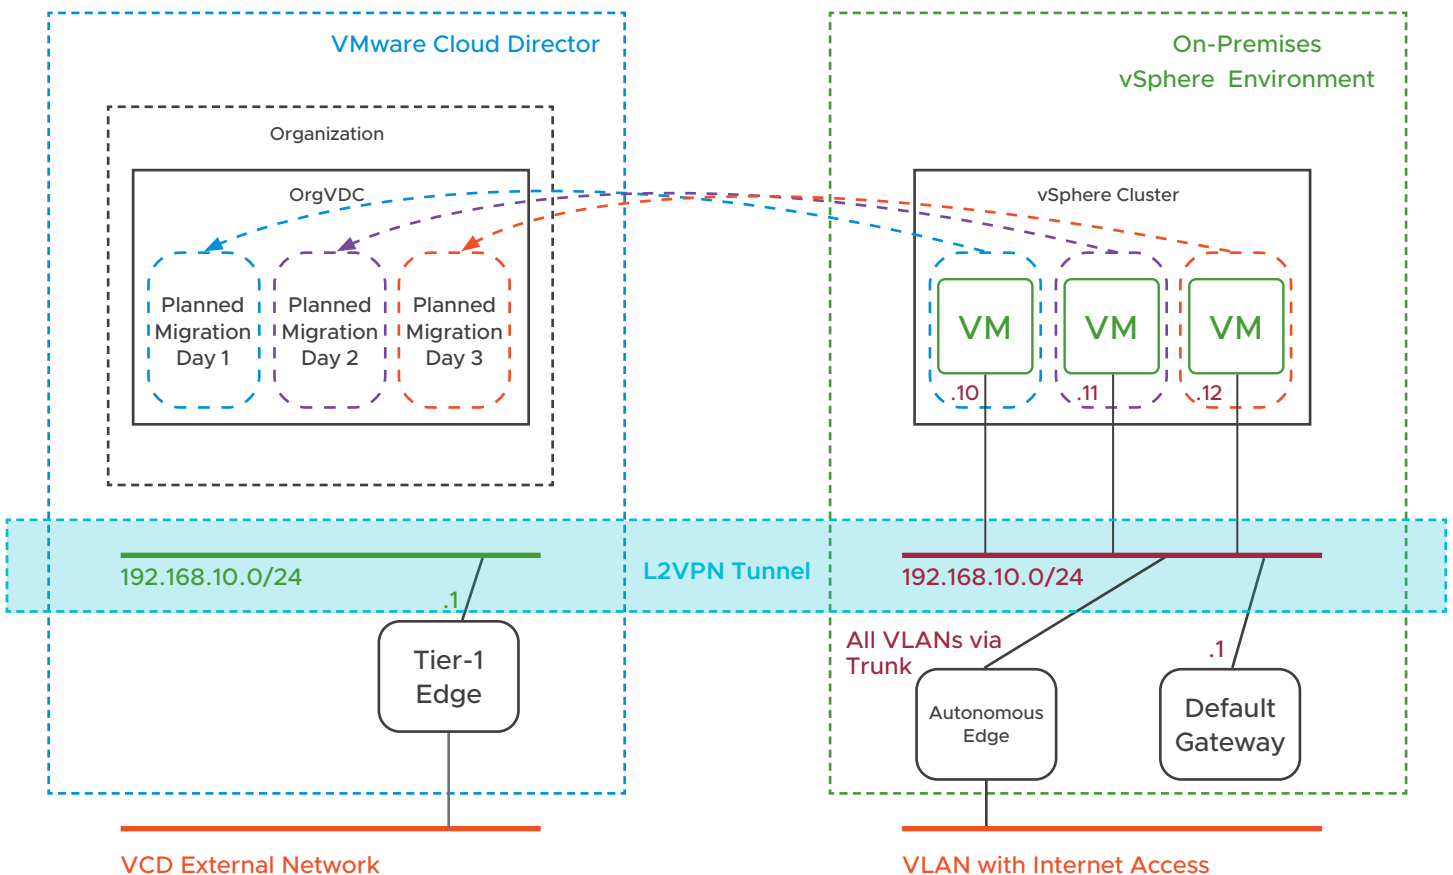 VMware Cloud Director
On-Premises
vSphere Environment
Organization
OrgVDC
vSphere Cluster
Planned
Migration
Day 1
Planned
Migration
Day 2
Planned
Migration
Day 3
VM
VM
VM
.10
.11
.12
192.168.10.0/24
L2VPN Tunnel
192.168.10.0/24
.1
All VLANs via
Trunk
.1
Tier-1
Edge
Autonomous
Edge
Default
Gateway
VCD External Network
VLAN with Internet Access